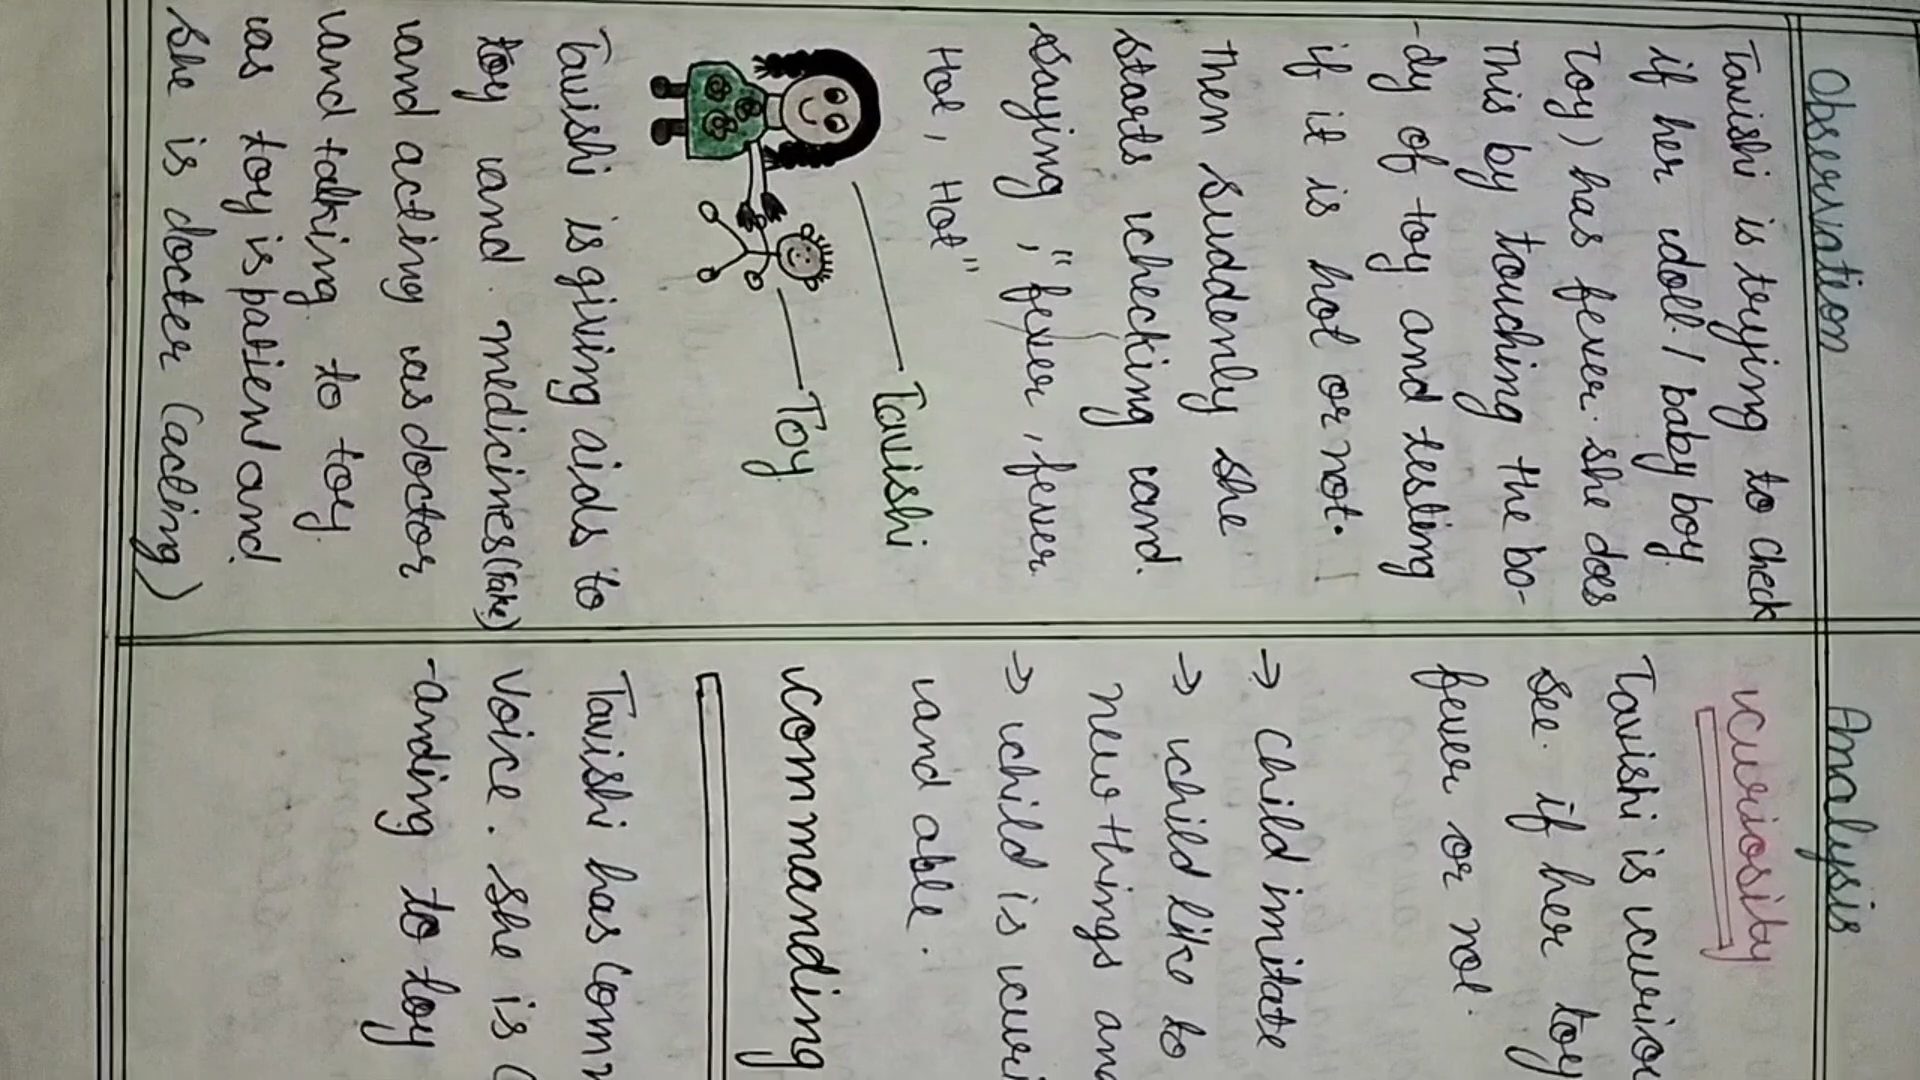 Observation
Tavishi is trying to check
if her doll / baby boy
Toy) has fever. she does
This by touching the bo-
-dy of toy and testing
if it is hot or not.
Then suddenly she
starts checking and
saying, "fever, fever
Hot, Hot"
Tavishi
Toy
Tavishi is giving aids to
toy and medicines(fake)
and acting as doctor
and talking to toy
as toy is patient and
she is docter (acting)
Analysis
curiosity
Tavishi is curiou
see if her toy
fever or not.
→ Child imitate
→ child like to
new things and
→ child is curi
and able.
commanding
Tavishi has comm
voice. She is (
-anding to toy